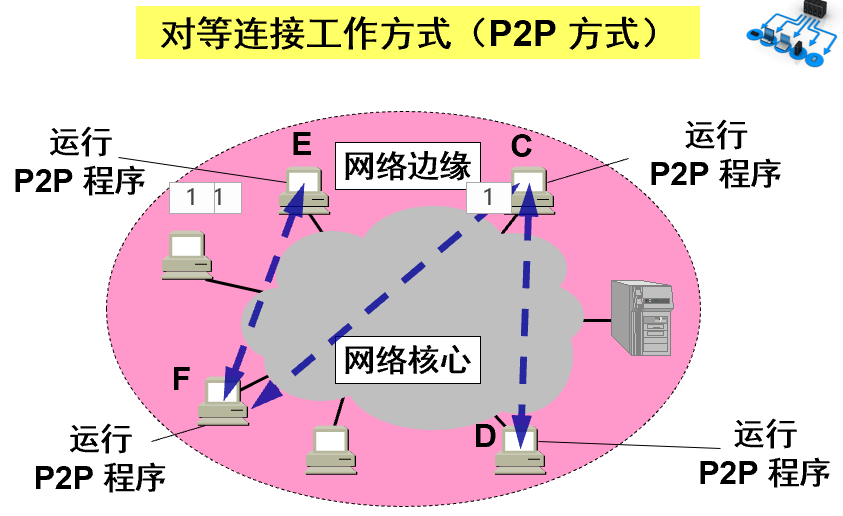 对等连接工作方式（P2P 方式）
运行
P2P 程序
E
网络边缘
C
运行
P2P 程序
1 1
1
网络核心
F
D
运行
P2P 程序
运行
P2P 程序